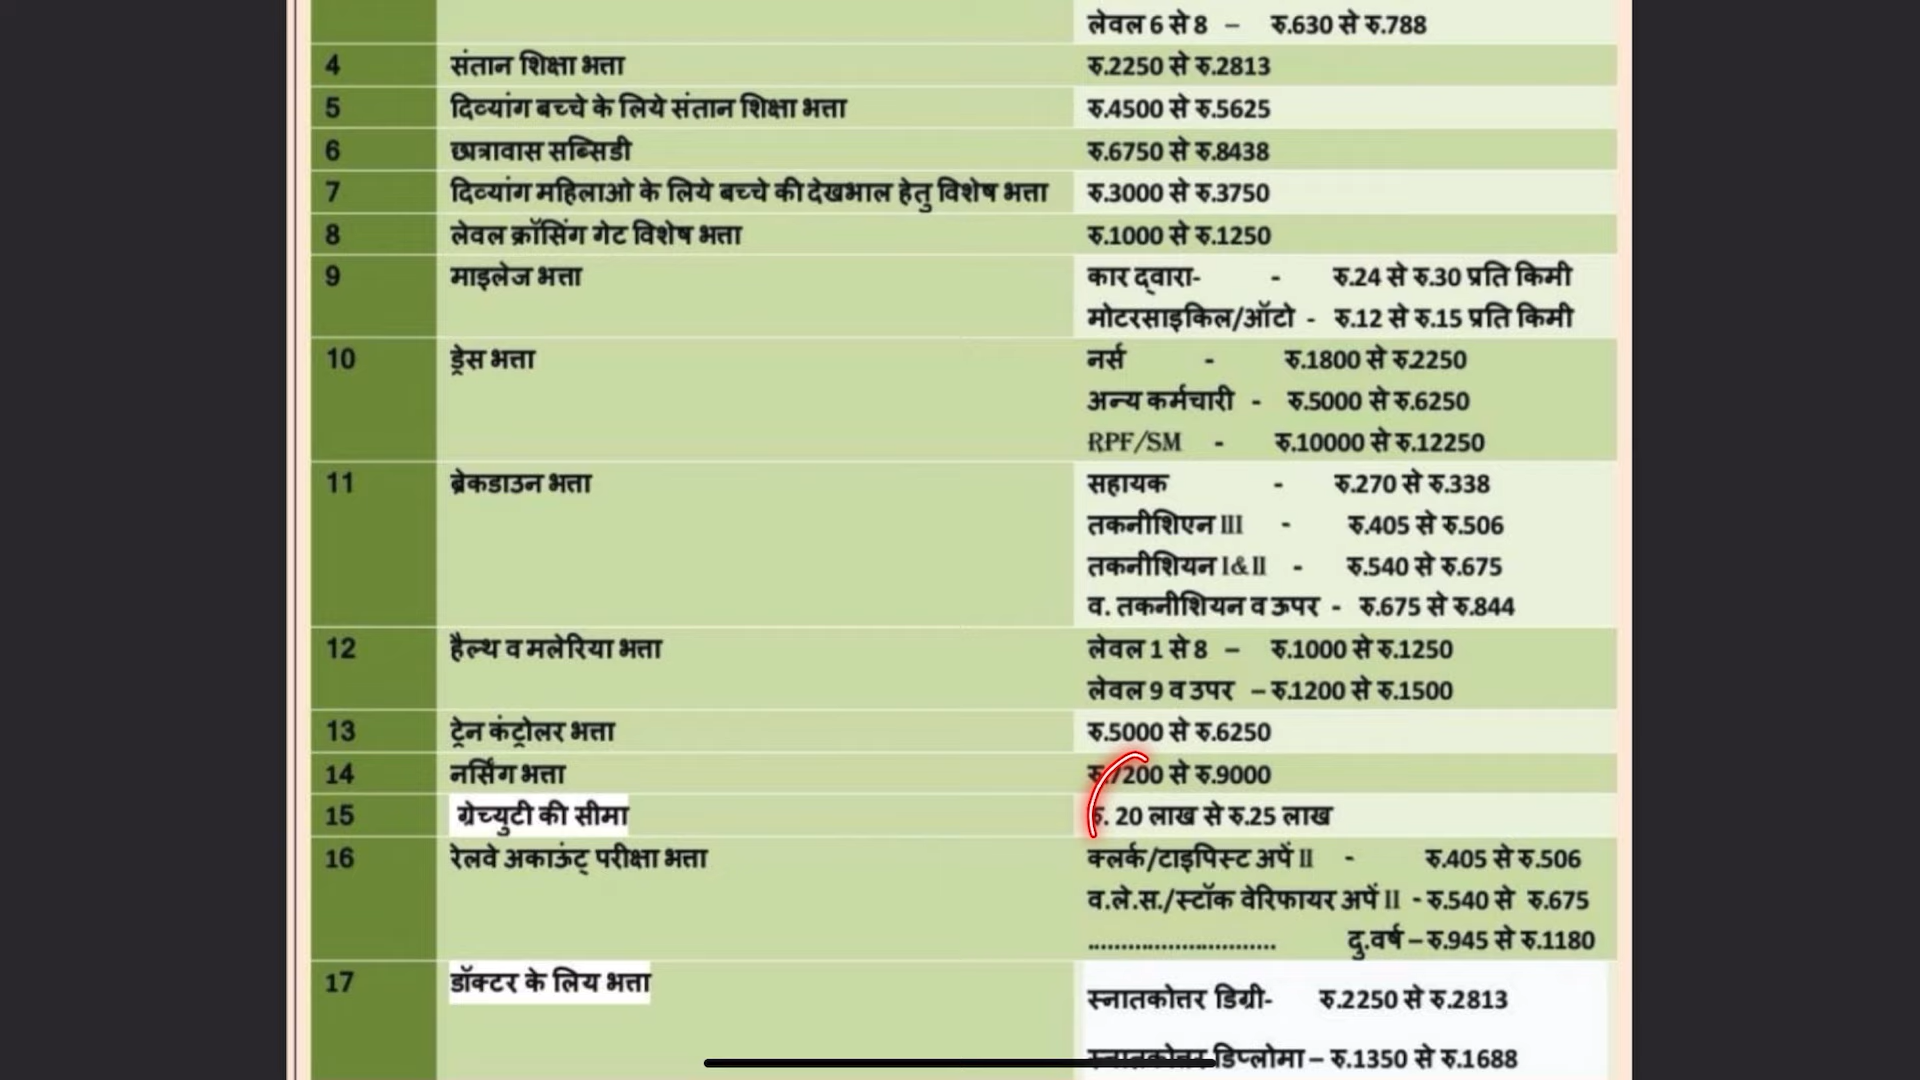 लेवल 6 से 8 – रु.630 से रु.788
4 संतान शिक्षा भत्ता रु.2250 से रु.2813
5 दिव्यांग बच्चे के लिये संतान शिक्षा भत्ता रु.4500 से रु.5625
6 छात्रावास सब्सिडी रु.6750 से रु.8438
7 दिव्यांग महिलाओ के लिये बच्चे की देखभाल हेतु विशेष भत्ता रु.3000 से रु.3750
8 लेवल क्रॉसिंग गेट विशेष भत्ता रु.1000 से रु.1250
9 माइलेज भत्ता कार द्वारा- - रु.24 से रु.30 प्रति किमी
मोटरसाइकिल/ऑटो - रु.12 से रु.15 प्रति किमी
10 ड्रेस भत्ता नर्स - रु.1800 से रु.2250
अन्य कर्मचारी - रु.5000 से रु.6250
RPF/SM - रु.10000 से रु.12250
11 ब्रेकडाउन भत्ता सहायक - रु.270 से रु.338
तकनीशिएन III - रु.405 से रु.506
तकनीशियन I&II - रु.540 से रु.675
व. तकनीशियन व ऊपर - रु.675 से रु.844
12 हैल्थ व मलेरिया भत्ता लेवल 1 से 8 – रु.1000 से रु.1250
लेवल 9 व उपर – रु.1200 से रु.1500
13 ट्रेन कंट्रोलर भत्ता रु.5000 से रु.6250
14 नर्सिंग भत्ता रु.7200 से रु.9000
15 ग्रेच्युटी की सीमा रु. 20 लाख से रु.25 लाख
16 रेलवे अकाऊंट् परीक्षा भत्ता क्लर्क/टाइपिस्ट अपें II - रु.405 से रु.506
व.ले.स./स्टॉक वेरिफायर अपें II - रु.540 से रु.675
............................ दु.वर्ष – रु.945 से रु.1180
17 डॉक्टर के लिय भत्ता स्नातकोत्तर डिग्री- रु.2250 से रु.2813
स्नातकोत्तर डिप्लोमा – रु.1350 से रु.1688